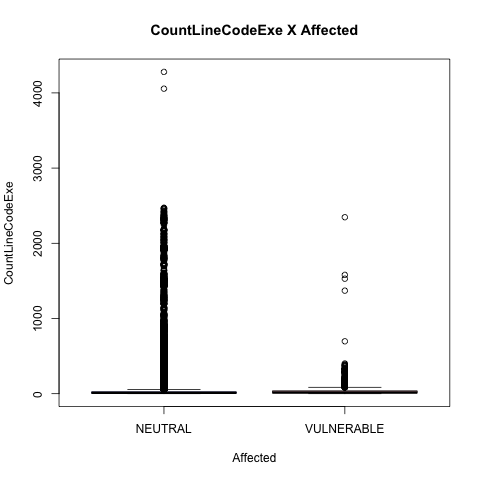 CountLineCodeExe X Affected
CountLineCodeExe
4000
3000
2000
1000
0
NEUTRAL VULNERABLE
Affected